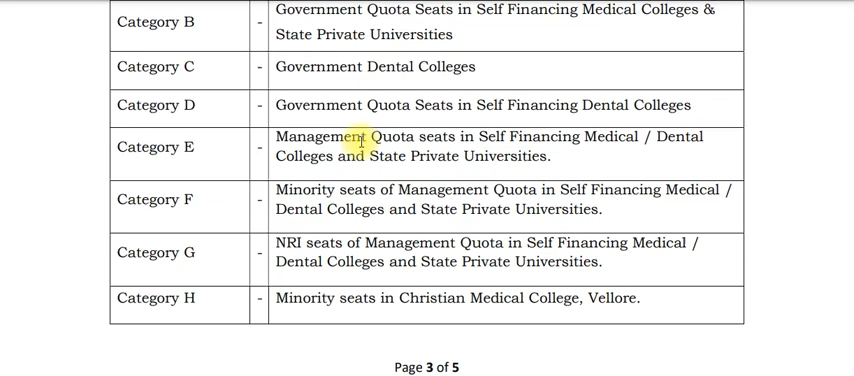 Category B - Government Quota Seats in Self Financing Medical Colleges &
State Private Universities
Category C - Government Dental Colleges
Category D - Government Quota Seats in Self Financing Dental Colleges
Category E - Management Quota seats in Self Financing Medical / Dental
Colleges and State Private Universities.
Category F - Minority seats of Management Quota in Self Financing Medical /
Dental Colleges and State Private Universities.
Category G - NRI seats of Management Quota in Self Financing Medical /
Dental Colleges and State Private Universities.
Category H - Minority seats in Christian Medical College, Vellore.
Page 3 of 5